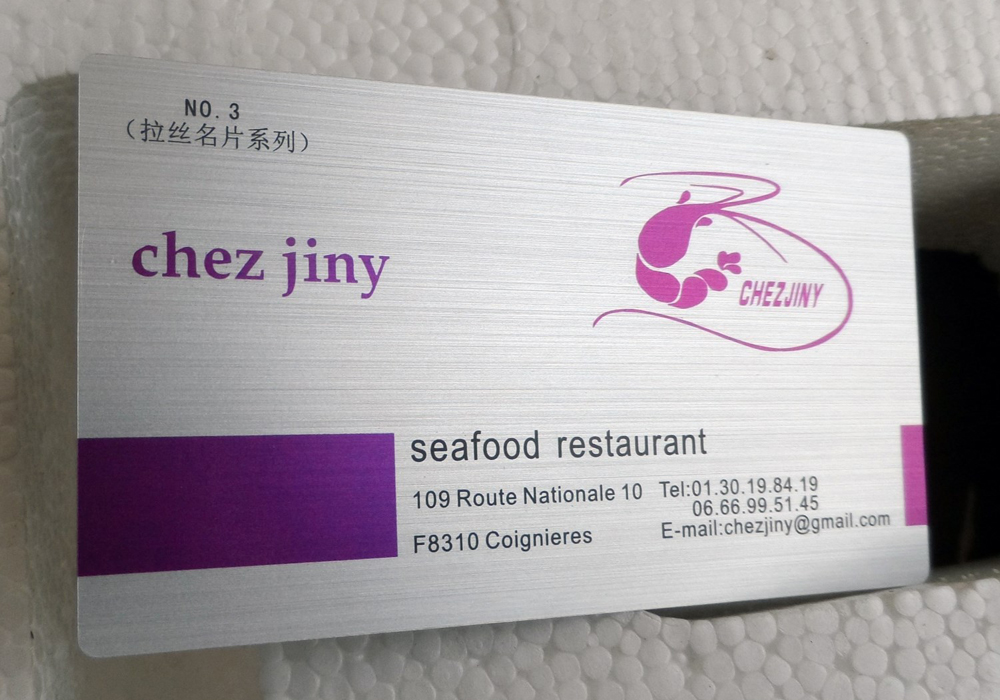 NO. 3
（拉丝名片系列）
chez jiny
CHEZJINY
seafood restaurant
109 Route Nationale 10
F8310 Coignieres
Tel:01.30.19.84.19
06.66.99.51.45
E-mail:chezjiny@gmail.com